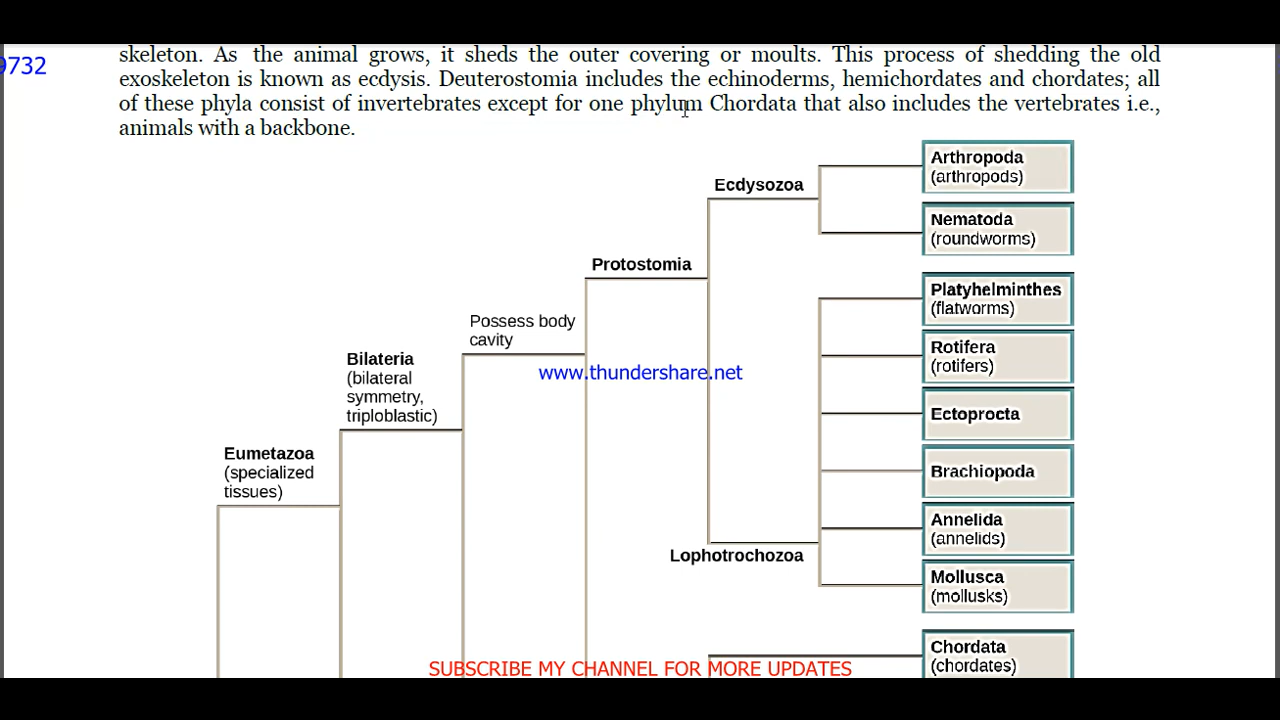 skeleton. As the animal grows, it sheds the outer covering or moults. This process of shedding the old
9732
exoskeleton is known as ecdysis. Deuterostomia includes the echinoderms, hemichordates and chordates; all
of these phyla consist of invertebrates except for one phylum Chordata that also includes the vertebrates i.e.,
animals with a backbone.
Arthropoda
(arthropods)
Ecdysozoa
Nematoda
(roundworms)
Protostomia
Platyhelminthes
(flatworms)
Possess body
cavity
Rotifera
(rotifers)
Bilateria
(bilateral
symmetry,
triploblastic)
www.thundershare.net
Ectoprocta
Eumetazoa
(specialized
tissues)
Brachiopoda
Annelida
(annelids)
Lophotrochozoa
Mollusca
(mollusks)
Chordata
(chordates)
SUBSCRIBE MY CHANNEL FOR MORE UPDATES